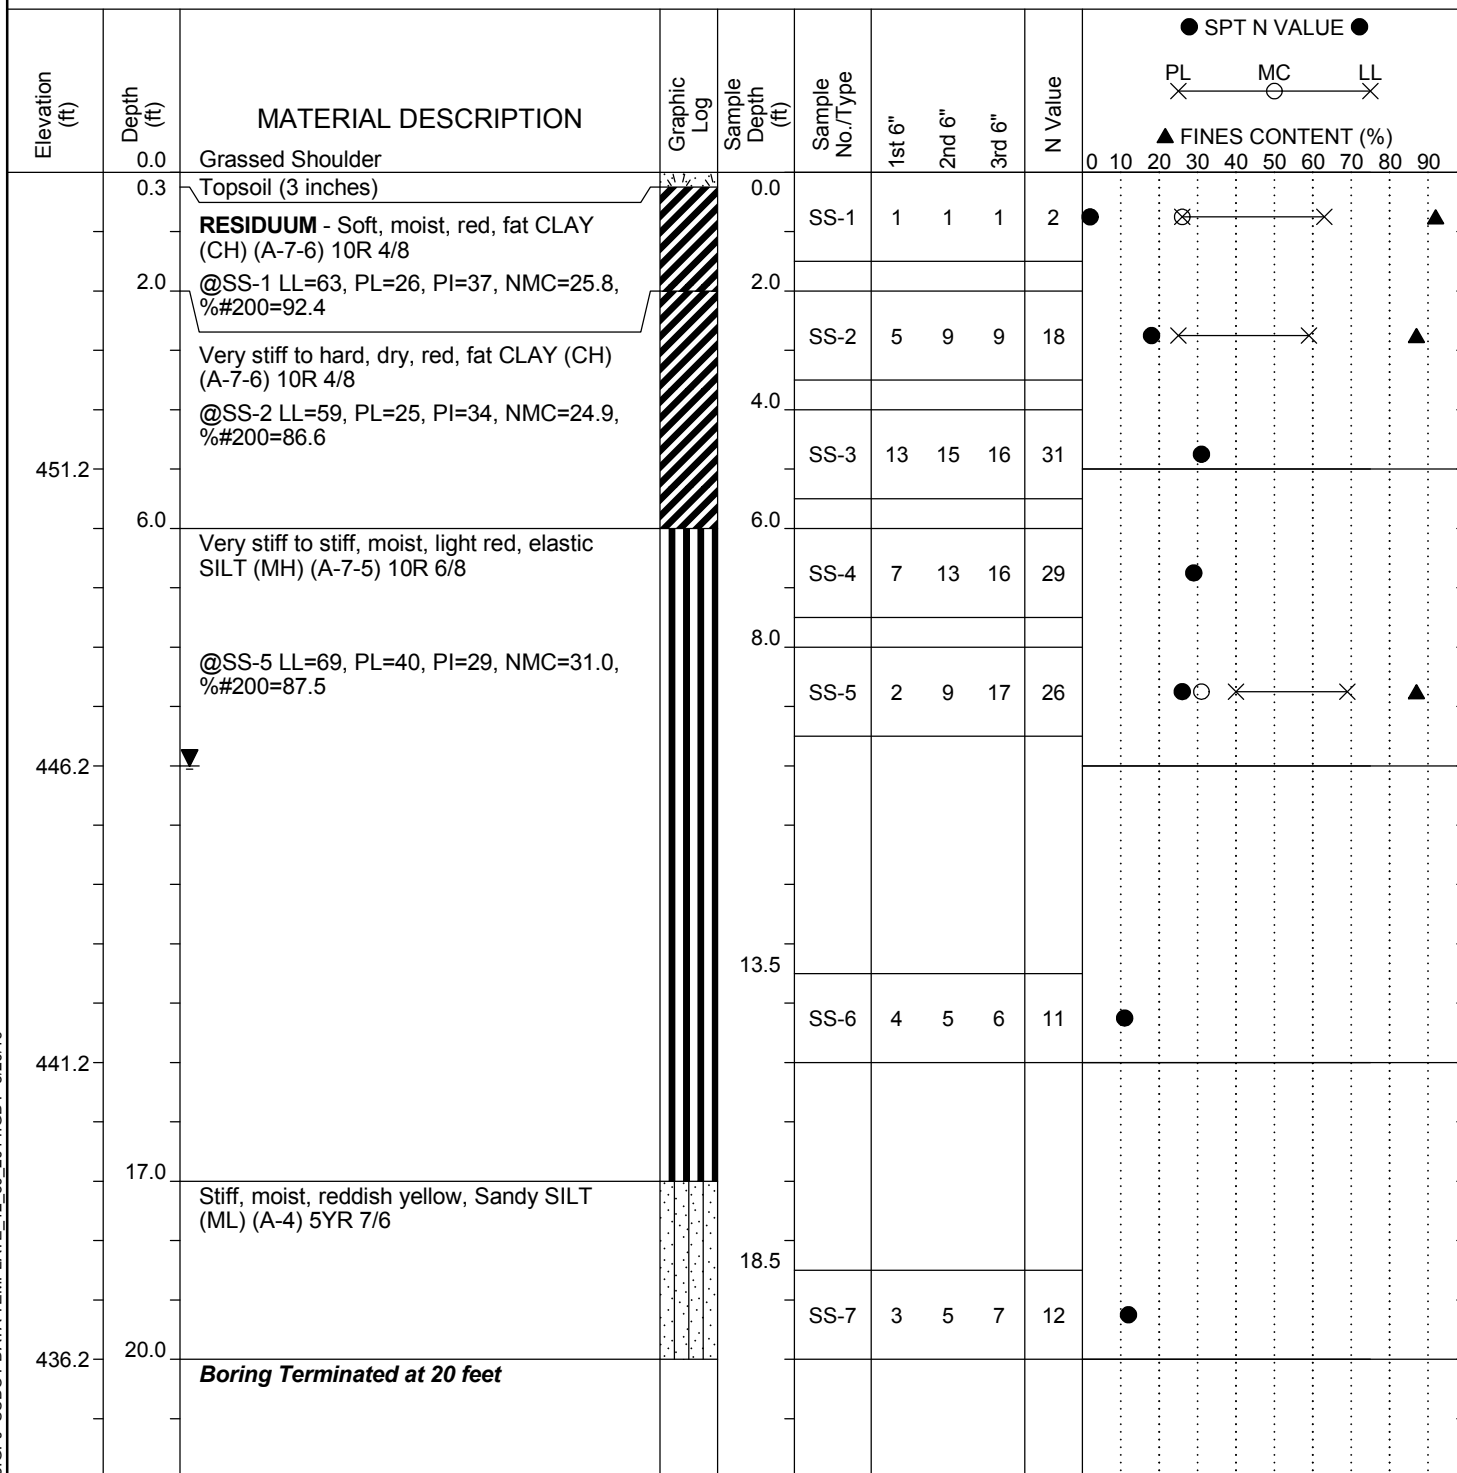 ● SPT N VALUE ●
PL MC LL
▲ FINES CONTENT (%)
0 10 20 30 40 50 60 70 80 90
Elevation (ft)
Depth (ft)
MATERIAL DESCRIPTION
Graphic Log
Sample Depth (ft)
Sample No./Type
1st 6"
2nd 6"
3rd 6"
N Value
0.0 Grassed Shoulder
0.3 Topsoil (3 inches) 0.0
RESIDUUM - Soft, moist, red, fat CLAY
(CH) (A-7-6) 10R 4/8
SS-1 1 1 1 2
@SS-1 LL=63, PL=26, PI=37, NMC=25.8,
%#200=92.4
2.0 2.0
SS-2 5 9 9 18
Very stiff to hard, dry, red, fat CLAY (CH)
(A-7-6) 10R 4/8
@SS-2 LL=59, PL=25, PI=34, NMC=24.9,
%#200=86.6
4.0
SS-3 13 15 16 31
451.2
6.0 6.0
Very stiff to stiff, moist, light red, elastic
SILT (MH) (A-7-5) 10R 6/8
SS-4 7 13 16 29
8.0
@SS-5 LL=69, PL=40, PI=29, NMC=31.0,
%#200=87.5
SS-5 2 9 17 26
446.2
13.5
SS-6 4 5 6 11
441.2
17.0
Stiff, moist, reddish yellow, Sandy SILT
(ML) (A-4) 5YR 7/6
18.5
SS-7 3 5 7 12
20.0
436.2
Boring Terminated at 20 feet